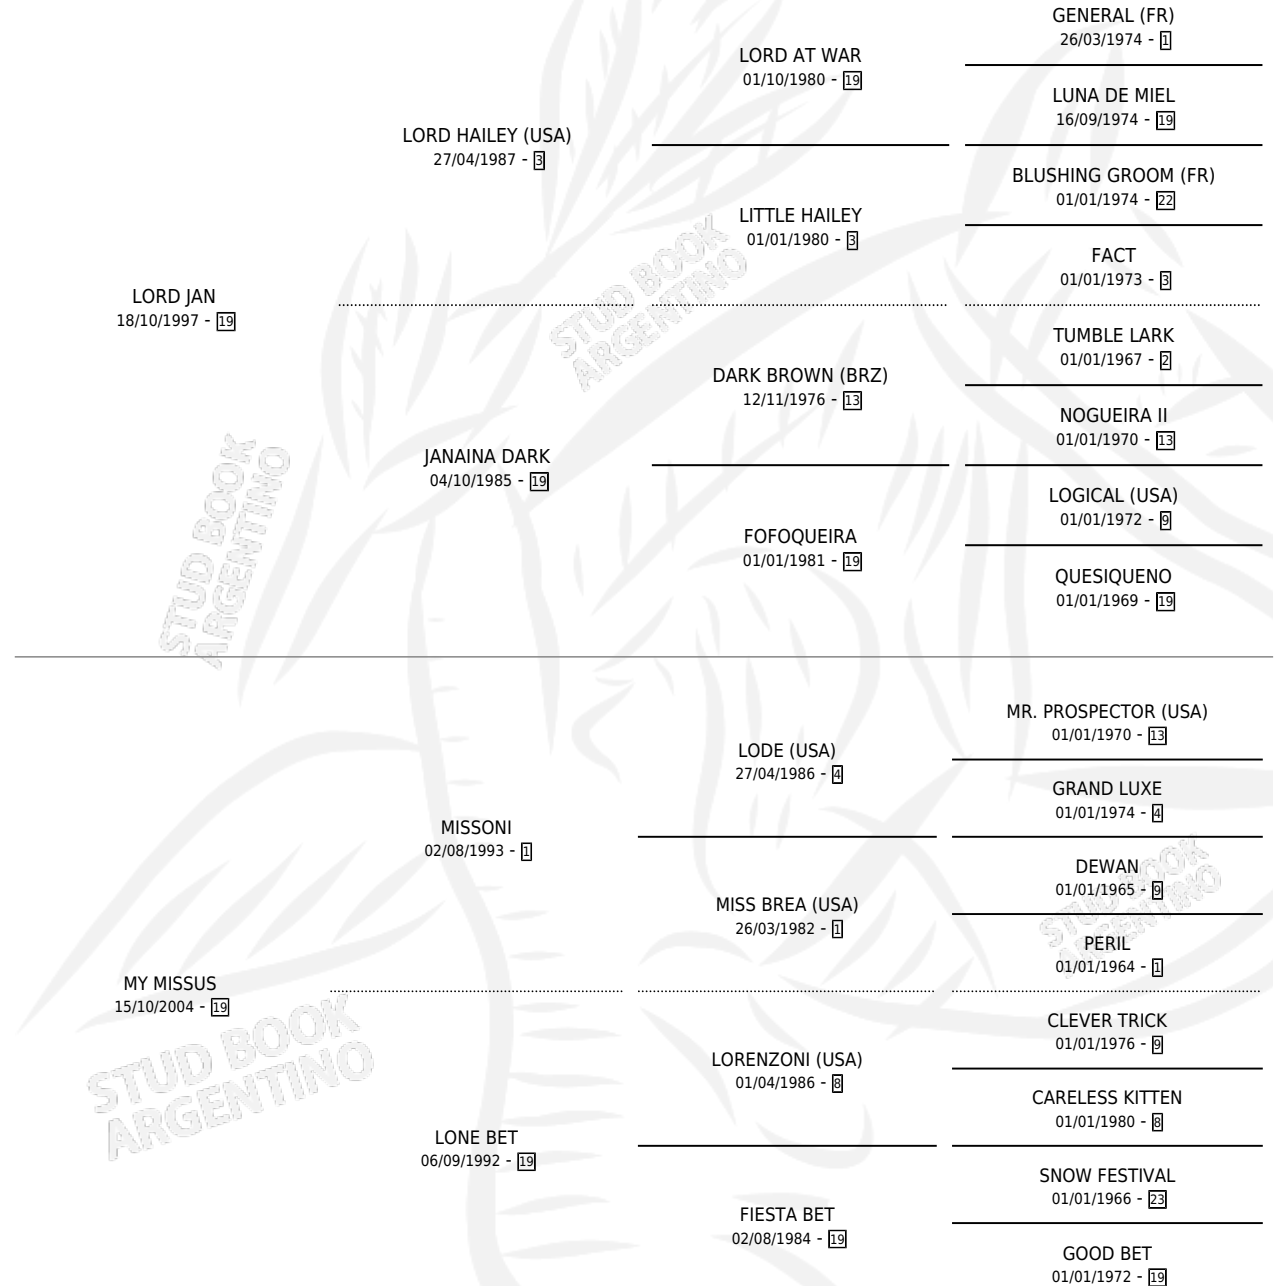 GENERAL (FR)
26/03/1974 - 1
LORD AT WAR
01/10/1980 - 19
LUNA DE MIEL
16/09/1974 - 19
LORD HAILEY (USA)
27/04/1987 - 3
BLUSHING GROOM (FR)
01/01/1974 - 22
LITTLE HAILEY
01/01/1980 - 3
FACT
01/01/1973 - 3
LORD JAN
18/10/1997 - 19
TUMBLE LARK
01/01/1967 - 2
DARK BROWN (BRZ)
12/11/1976 - 13
NOGUEIRA II
01/01/1970 - 13
JANAINA DARK
04/10/1985 - 19
LOGICAL (USA)
01/01/1972 - 9
FOFOQUEIRA
01/01/1981 - 19
QUESIQUENO
01/01/1969 - 19
STUD BOOK
ARGENTINO
STUD BOOK
ARGENTINO
MR. PROSPECTOR (USA)
01/01/1970 - 13
LODE (USA)
27/04/1986 - 4
GRAND LUXE
01/01/1974 - 4
MISSONI
02/08/1993 - 1
DEWAN
01/01/1965 - 9
MISS BREA (USA)
26/03/1982 - 1
PERIL
01/01/1964 - 1
MY MISSUS
15/10/2004 - 19
CLEVER TRICK
01/01/1976 - 9
LORENZONI (USA)
01/04/1986 - 8
CARELESS KITTEN
01/01/1980 - 8
LONE BET
06/09/1992 - 19
SNOW FESTIVAL
01/01/1966 - 23
FIESTA BET
02/08/1984 - 19
GOOD BET
01/01/1972 - 19
STUD BOOK
ARGENTINO
STUD BOOK
ARGENTINO